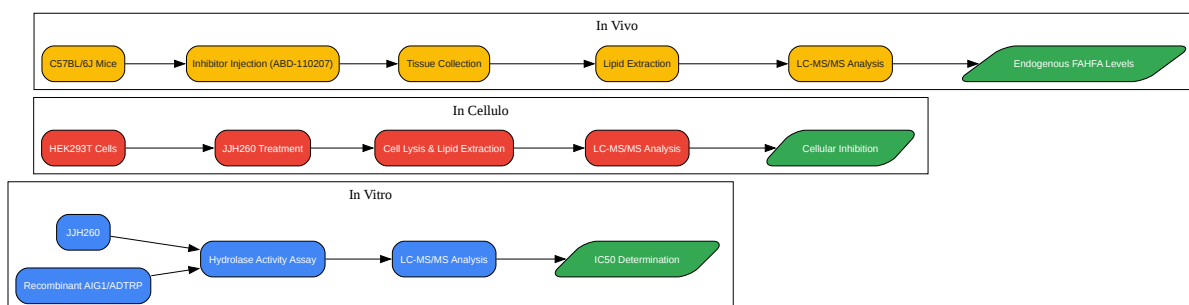 In Vivo
C57BL/6J Mice
Inhibitor Injection (ABD-110207)
Tissue Collection
Lipid Extraction
LC-MS/MS Analysis
Endogenous FAHFA Levels
In Cellulo
HEK293T Cells
JJH260 Treatment
Cell Lysis & Lipid Extraction
LC-MS/MS Analysis
Cellular Inhibition
In Vitro
JJH260
Recombinant AIG1/ADTRP
Hydrolase Activity Assay
LC-MS/MS Analysis
IC50 Determination